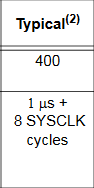 Typical(2)
400
1 μs +
8 SYSCLK
cycles